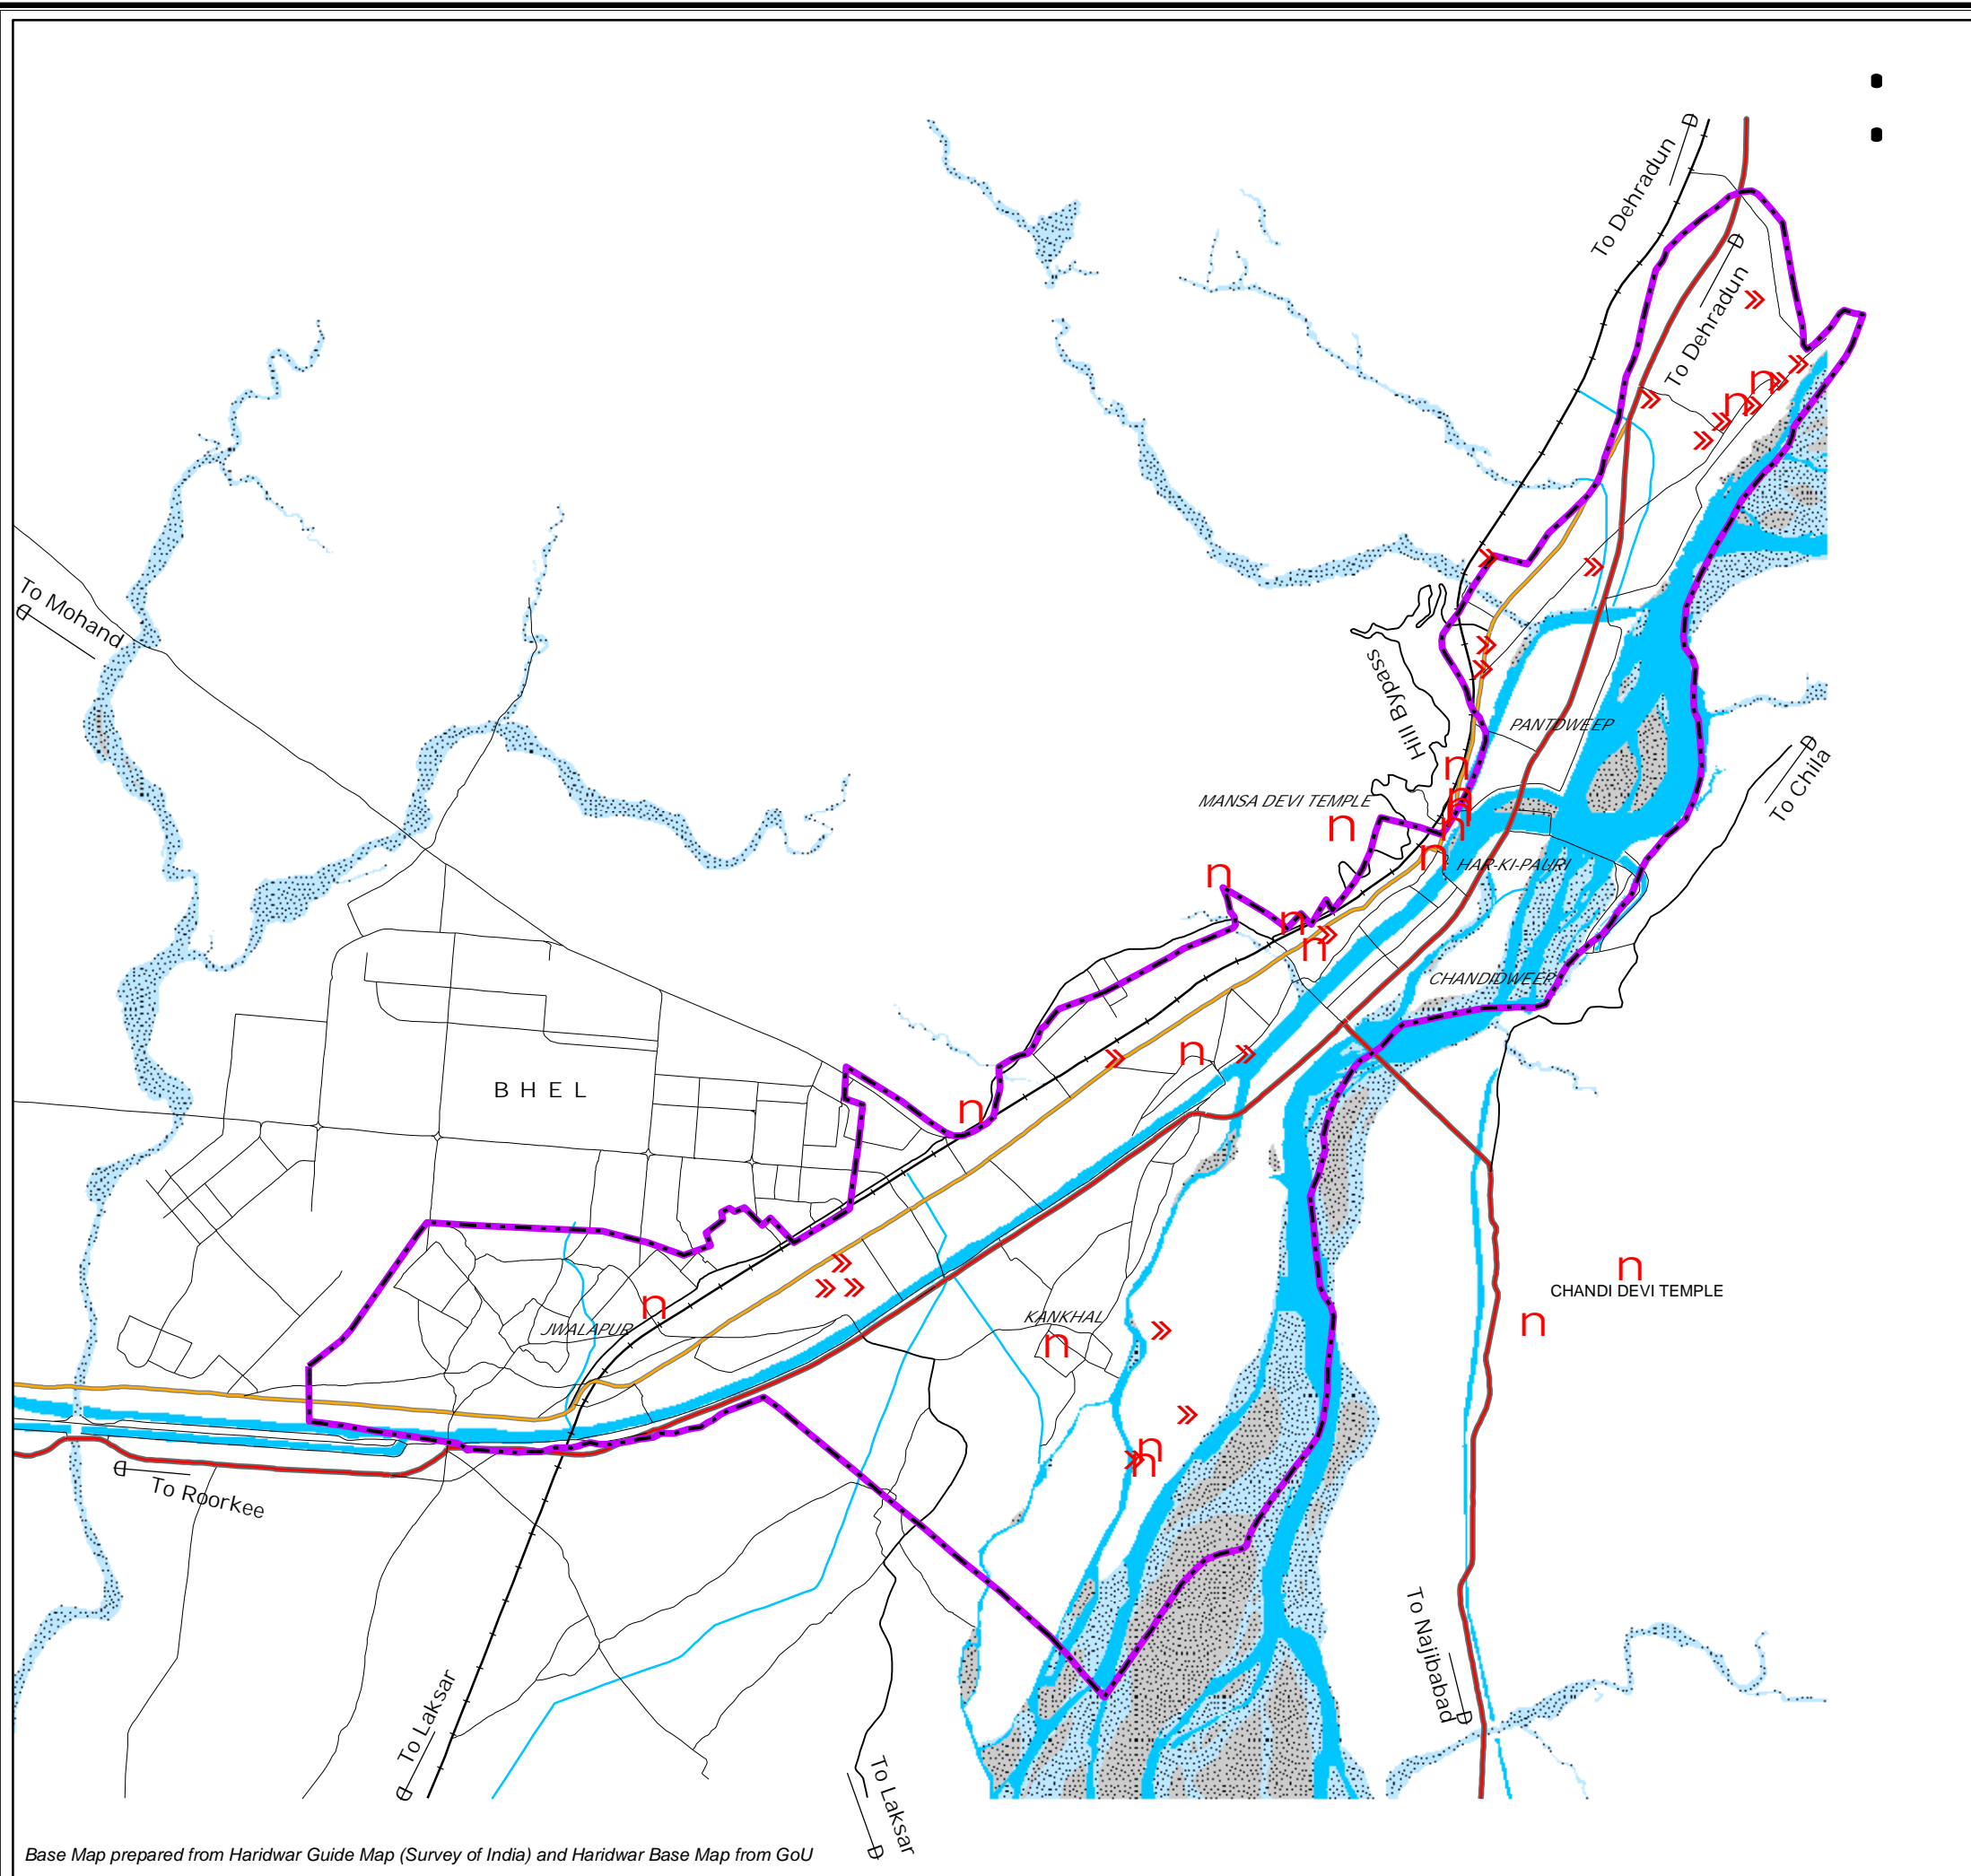 To Dehradun
To Dehradun
To Mohand
Hill Bypass
PANTDWEEP
To Chila
MANSA DEVI TEMPLE
HAR-KI-PAURI
CHANDIDWEEP
BHEL
CHANDI DEVI TEMPLE
KANKHAL
JWALAPUR
To Roorkee
To Najibabad
To Laksar
To Laksar
Base Map prepared from Haridwar Guide Map (Survey of India) and Haridwar Base Map from GoU